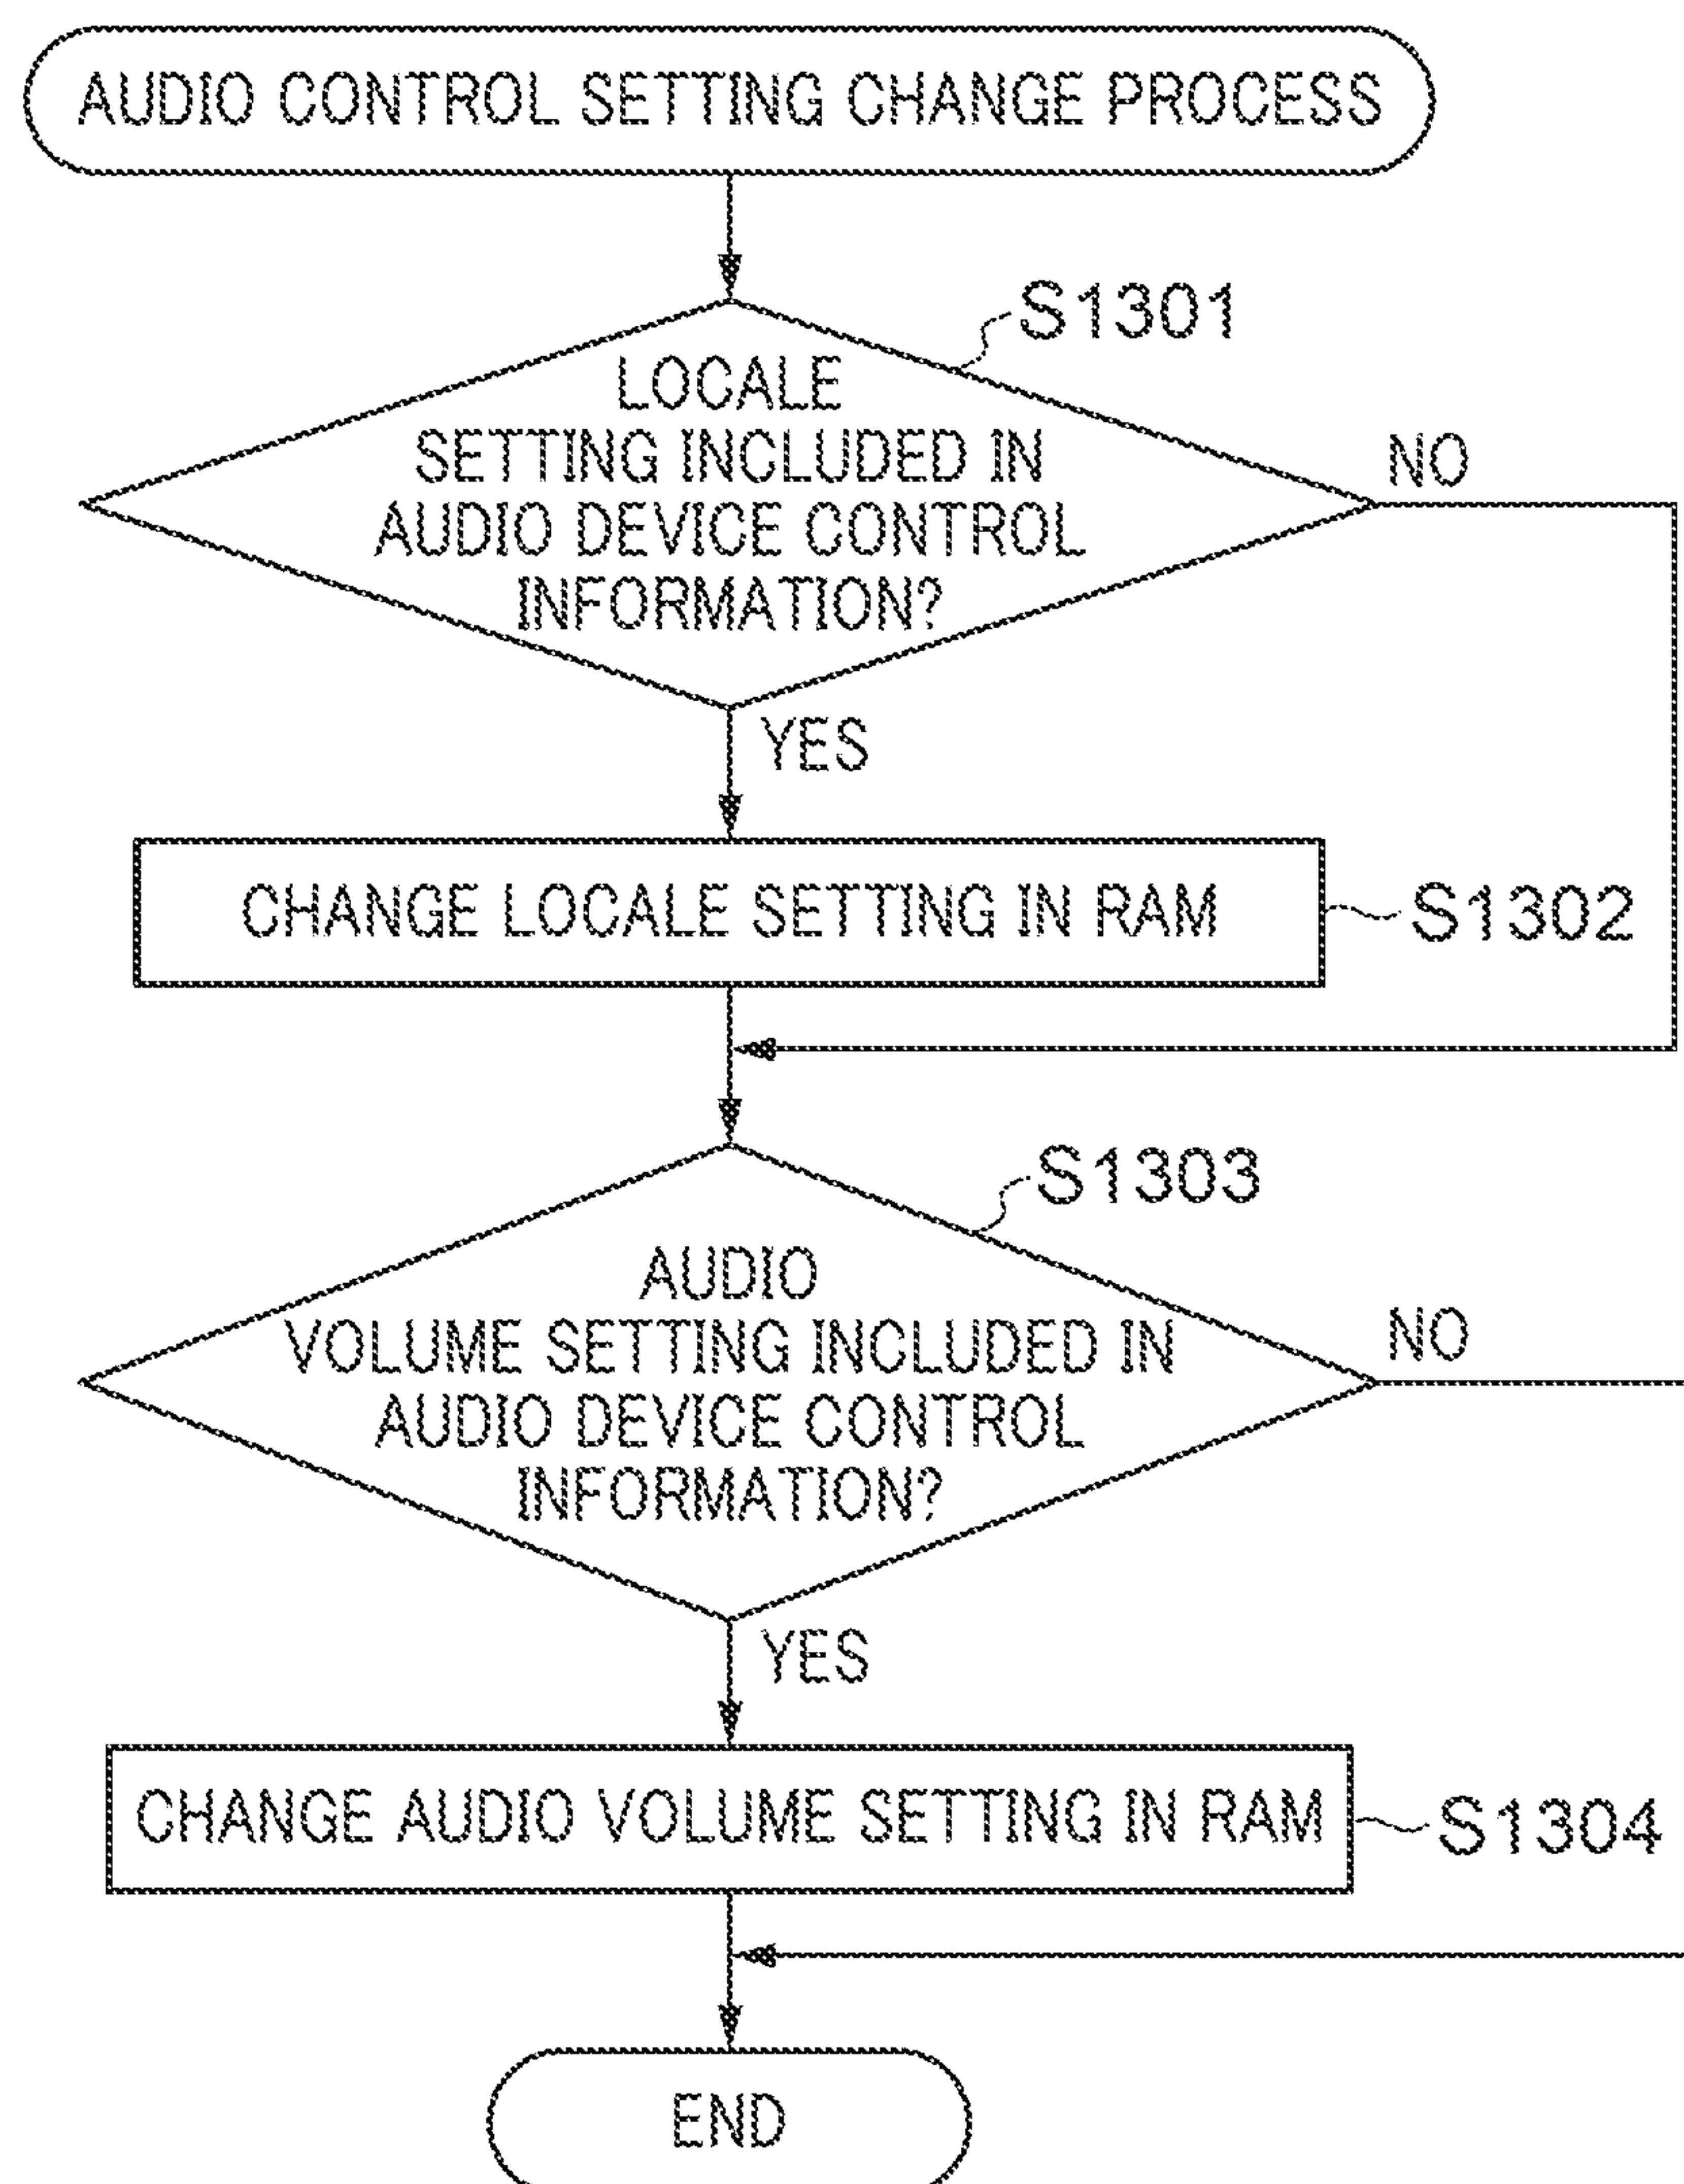 AUDIO CONTROL SETTING CHANGE PROCESS
S1301
LOCALE
SETTING INCLUDED IN
AUDIO DEVICE CONTROL
INFORMATION?
NO
YES
CHANGE LOCALE SETTING IN RAM
S1302
S1303
AUDIO
VOLUME SETTING INCLUDED IN
AUDIO DEVICE CONTROL
INFORMATION?
NO
YES
CHANGE AUDIO VOLUME SETTING IN RAM
S1304
END